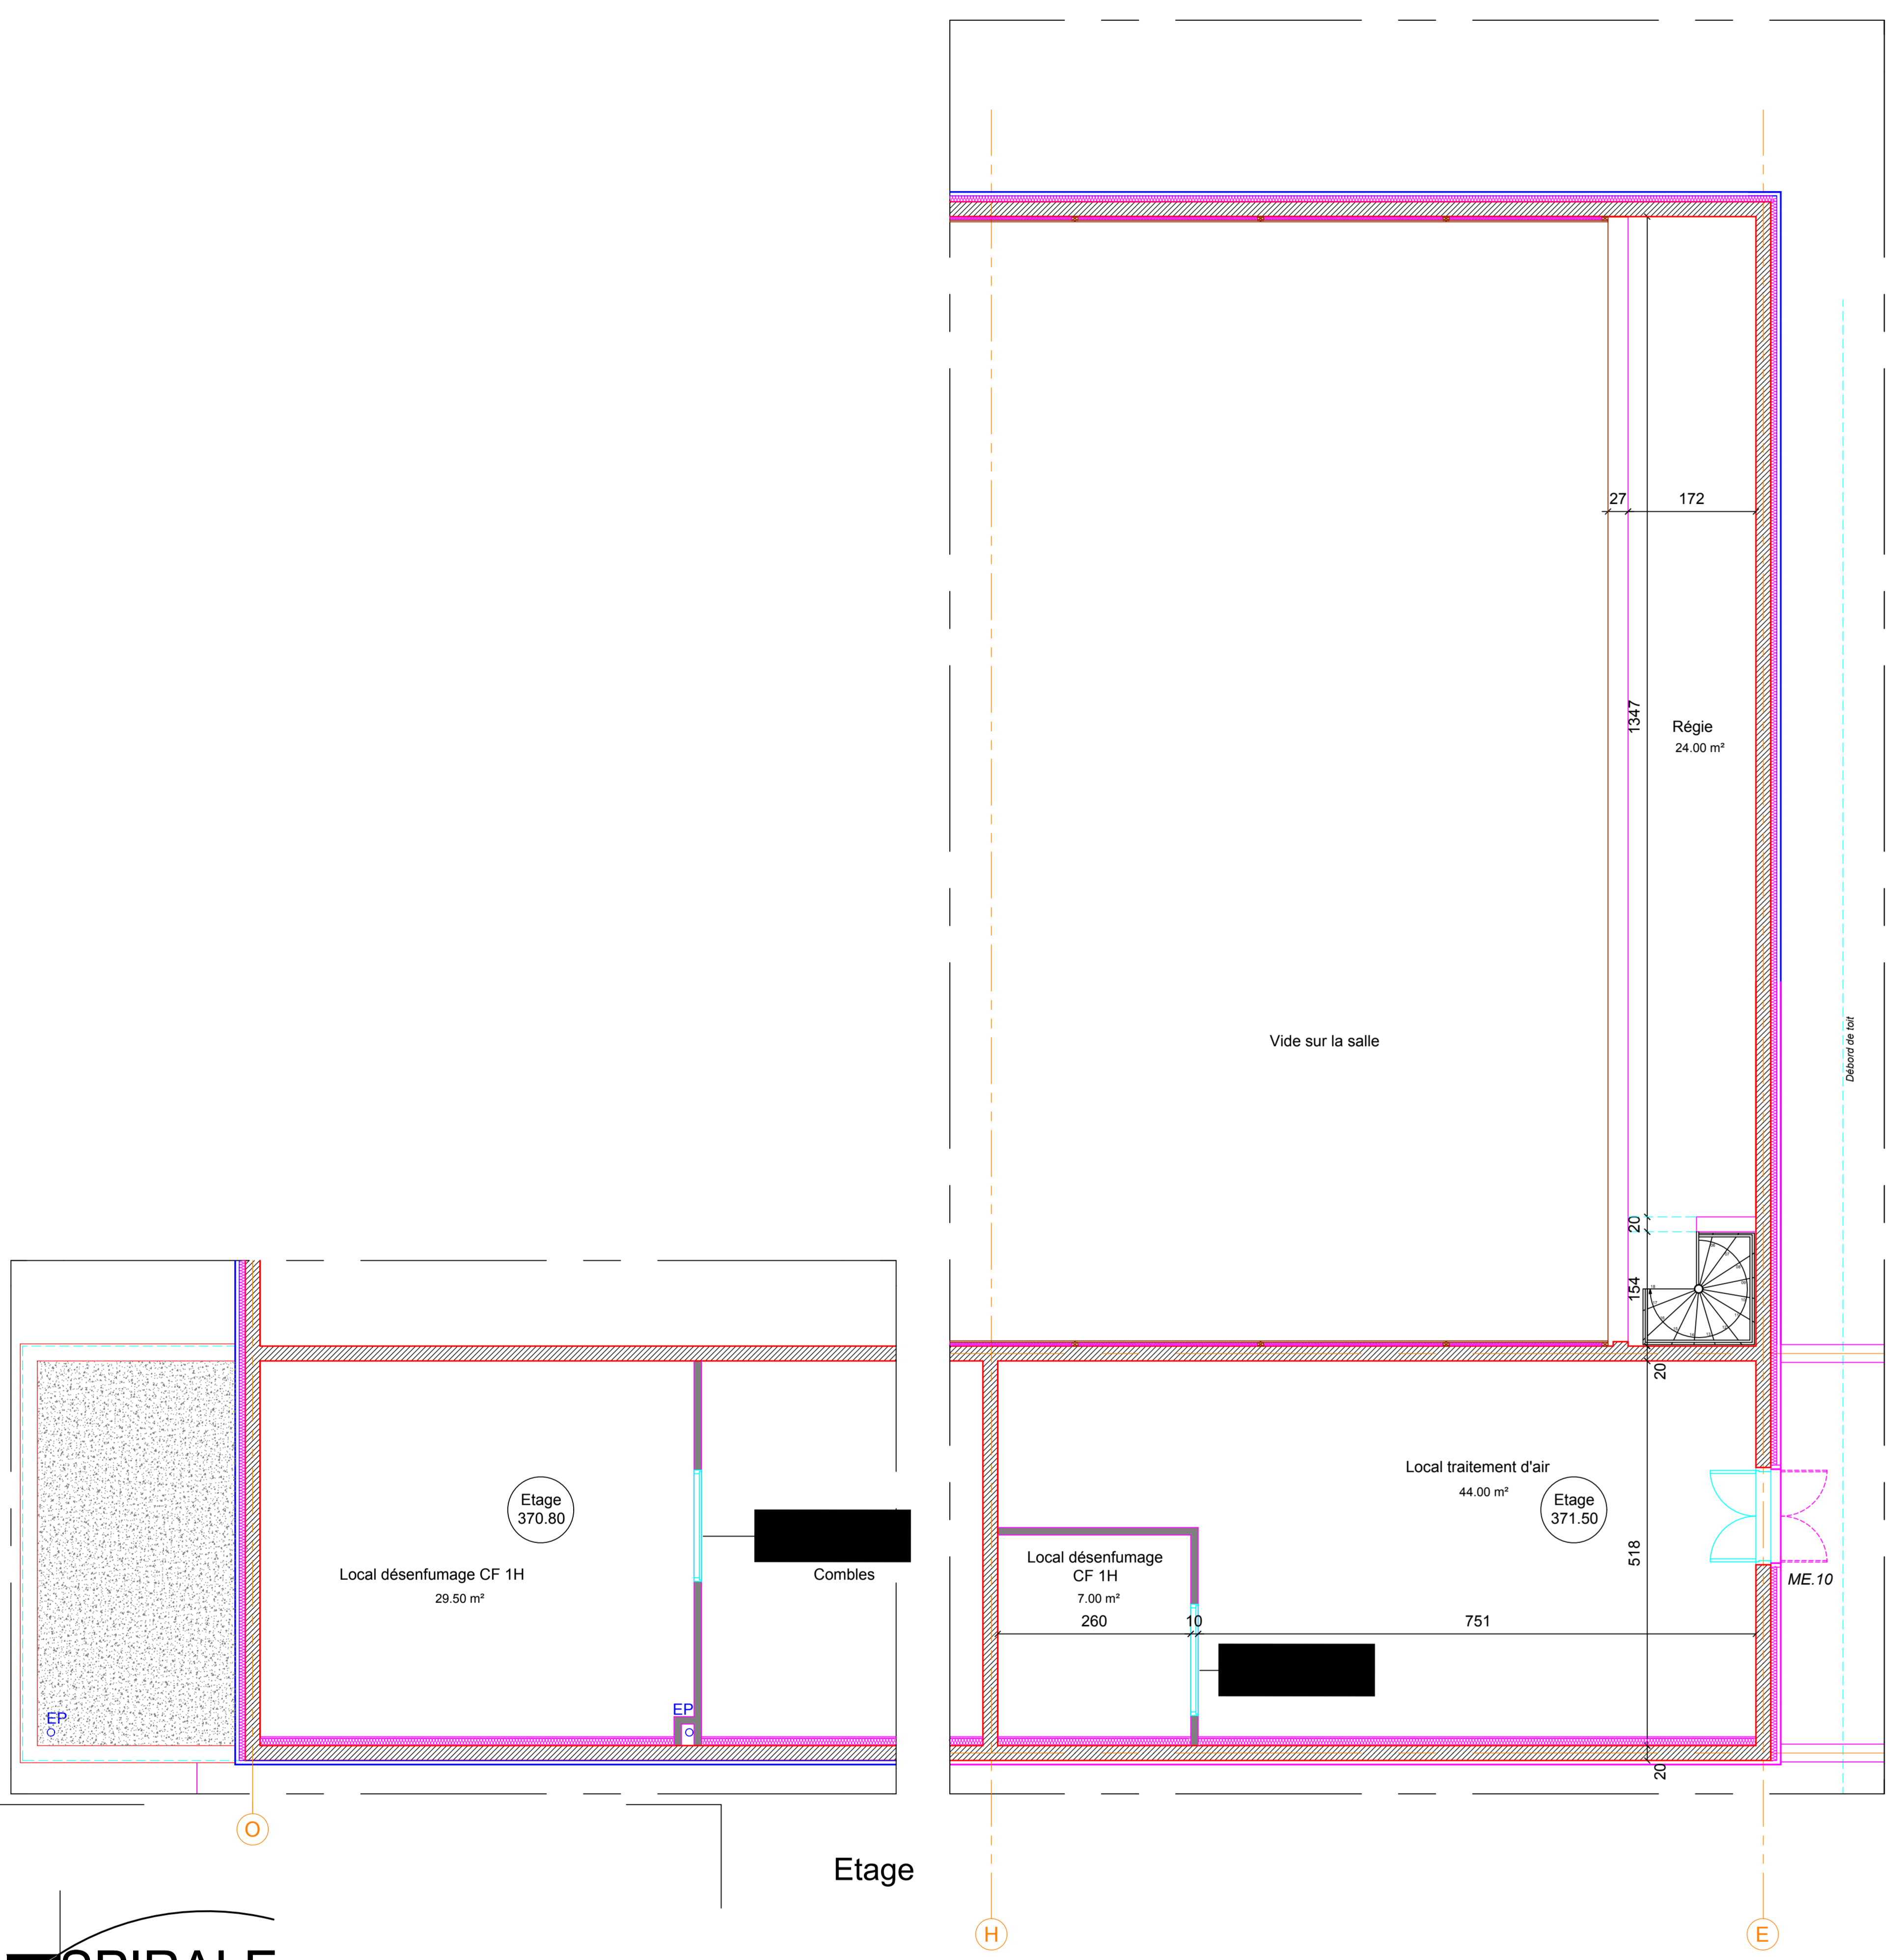 27
172
1347
Régie
24.00 m²
Vide sur la salle
Débord de toit
20
154
20
Local traitement d'air
44.00 m²
Etage
370.80
Etage
371.50
518
Local désenfumage CF 1H
29.50 m²
Combles
Local désenfumage
CF 1H
7.00 m²
ME.10
260
10
751
EP
EP
20
O
Etage
H
E
SPIRALE